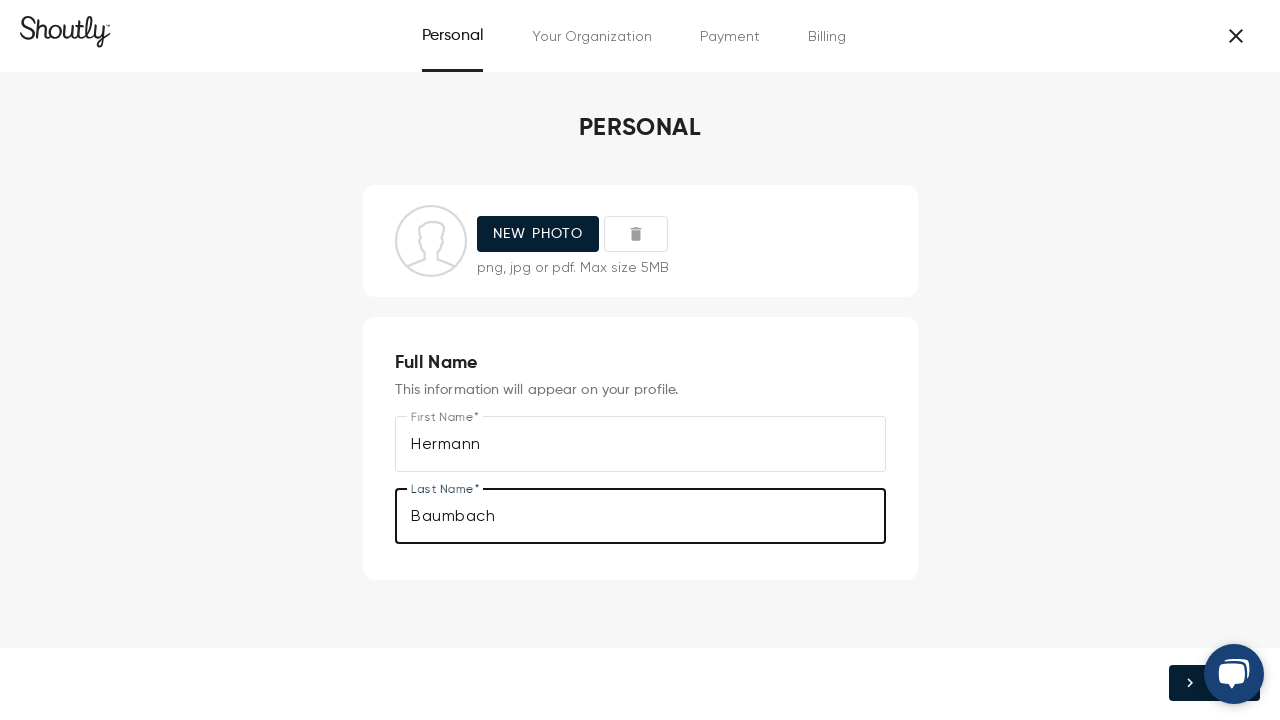 Shoutly™
Personal
Your Organization
Payment
Billing
PERSONAL
NEW PHOTO
png, jpg or pdf. Max size 5MB
Full Name
This information will appear on your profile.
First Name*
Hermann
Last Name*
Baumbach